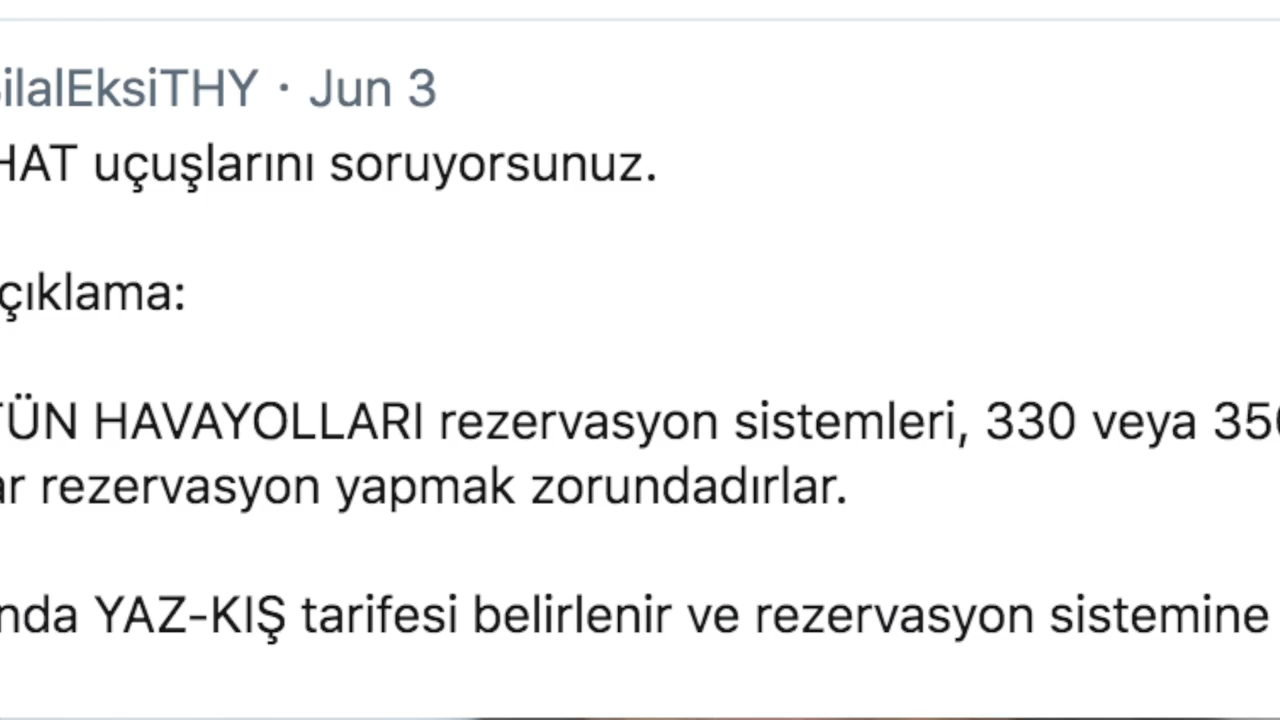 ilalEksiTHY · Jun 3
HAT uçuşlarını soruyorsunuz.
çıklama:
TÜN HAVAYOLLARI rezervasyon sistemleri, 330 veya 350
ar rezervasyon yapmak zorundadırlar.
nda YAZ-KIŞ tarifesi belirlenir ve rezervasyon sistemine